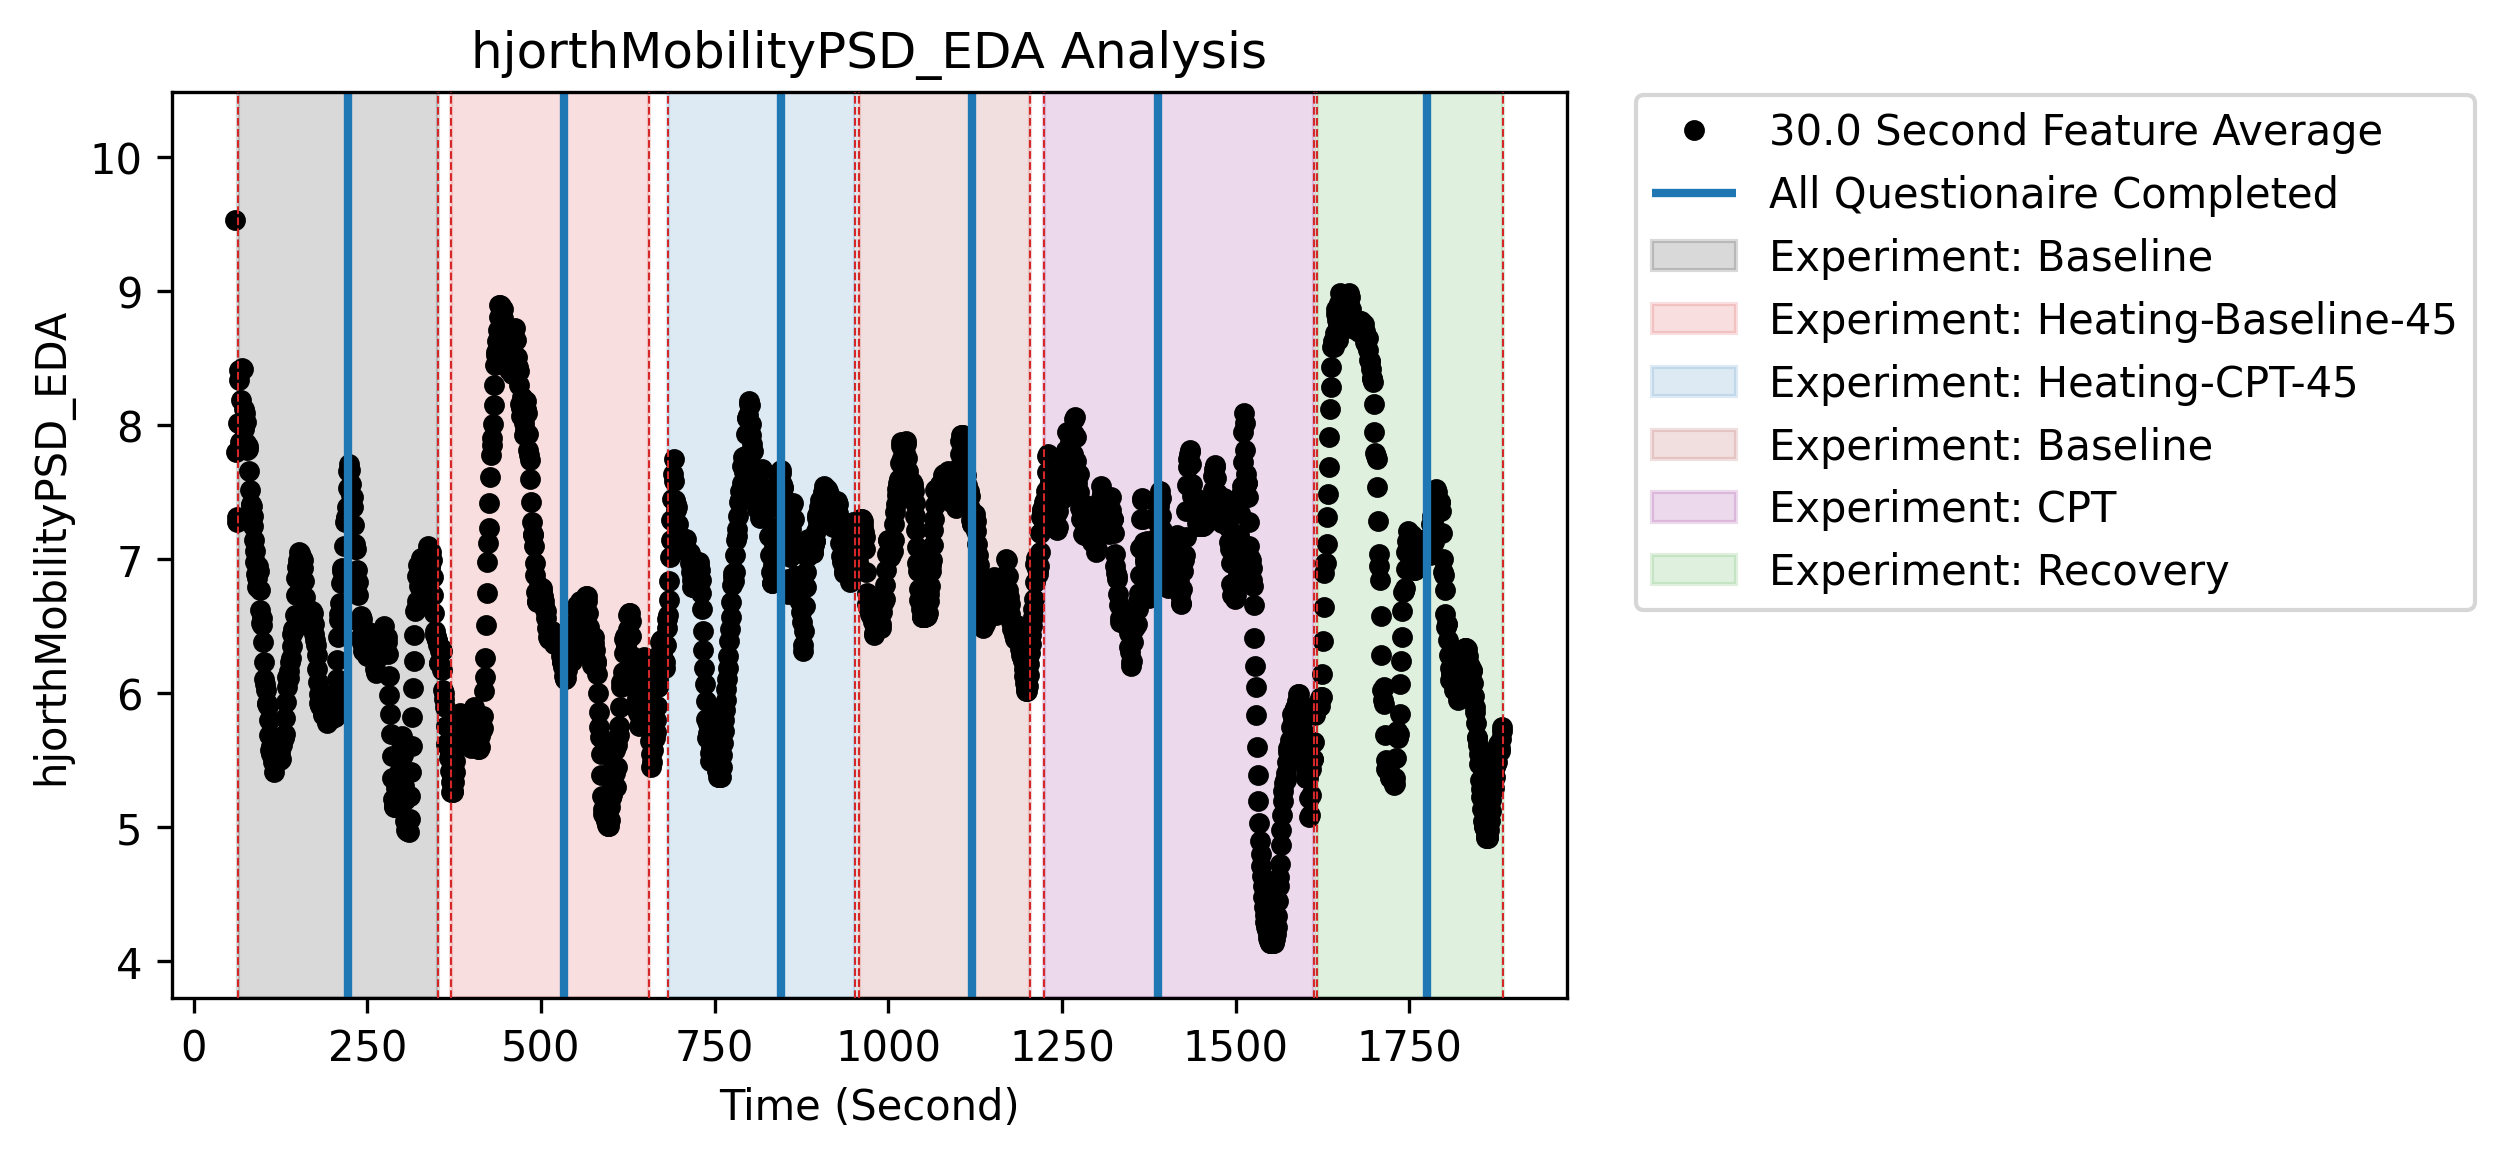 hjorthMobilityPSD_EDA Analysis
hjorthMobilityPSD_EDA
10
9
8
7
6
5
4
0
250
500
750
1000
1250
1500
1750
Time (Second)
30.0 Second Feature Average
All Questionaire Completed
Experiment: Baseline
Experiment: Heating-Baseline-45
Experiment: Heating-CPT-45
Experiment: Baseline
Experiment: CPT
Experiment: Recovery